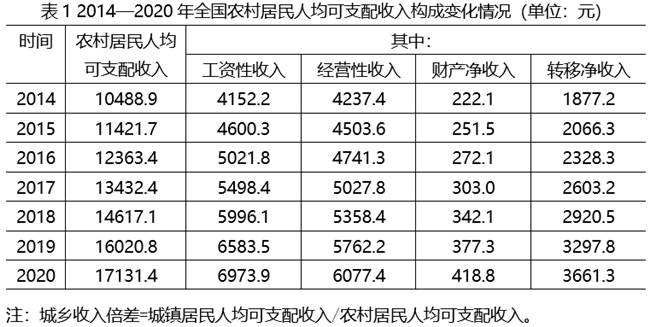 表 1 2014—2020 年全国农村居民人均可支配收入构成变化情况（单位：元）
时间 农村居民人均可支配收入 其中：
工资性收入 经营性收入 财产净收入 转移净收入
2014 10488.9 4152.2 4237.4 222.1 1877.2
2015 11421.7 4600.3 4503.6 251.5 2066.3
2016 12363.4 5021.8 4741.3 272.1 2328.3
2017 13432.4 5498.4 5027.8 303.0 2603.2
2018 14617.1 5996.1 5358.4 342.1 2920.5
2019 16020.8 6583.5 5762.2 377.3 3297.8
2020 17131.4 6973.9 6077.4 418.8 3661.3
注：城乡收入倍差=城镇居民人均可支配收入/农村居民人均可支配收入。